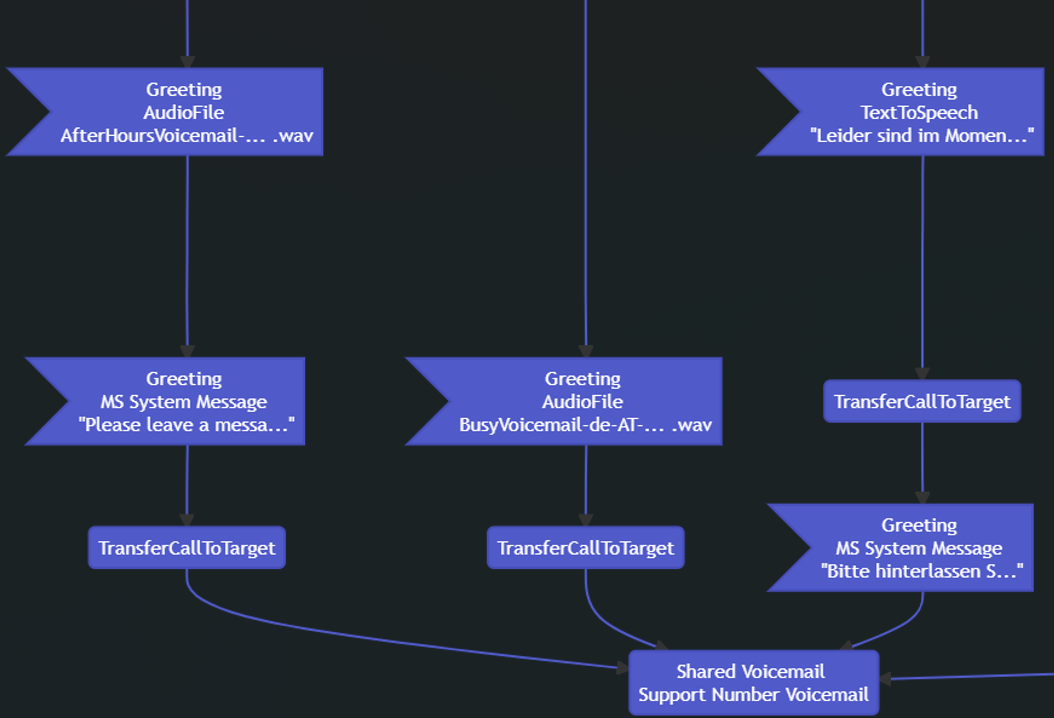 Greeting
AudioFile
AfterHoursVoicemail-... .wav
Greeting
TextToSpeech
"Leider sind im Momen..."
Greeting
MS System Message
"Please leave a messa..."
Greeting
AudioFile
BusyVoicemail-de-AT-... .wav
TransferCallToTarget
TransferCallToTarget
TransferCallToTarget
Greeting
MS System Message
"Bitte hinterlassen S..."
Shared Voicemail
Support Number Voicemail